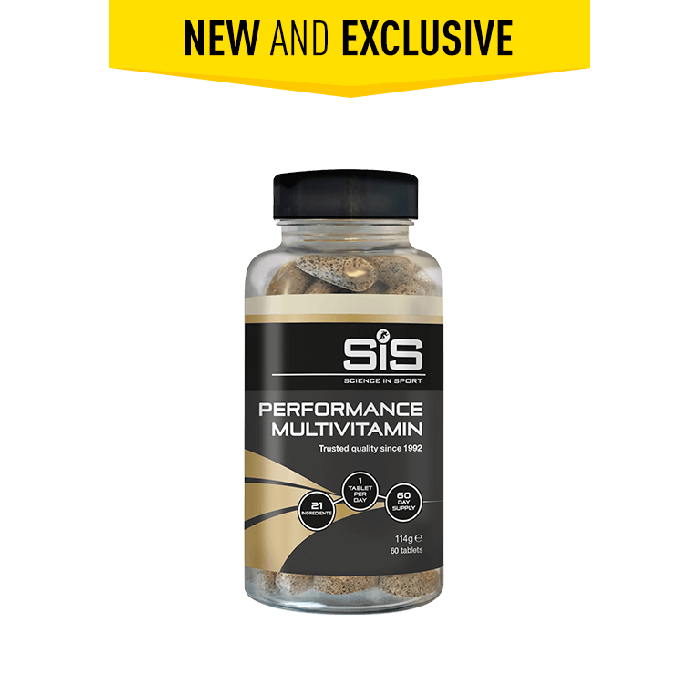 NEW AND EXCLUSIVE
SiS
SCIENCE IN SPORT
PERFORMANCE
MULTIVITAMIN
Trusted quality since 1992
21
INGREDIENTS
1
TABLET
PER
DAY
60
DAY
SUPPLY
114g ℮
60 tablets